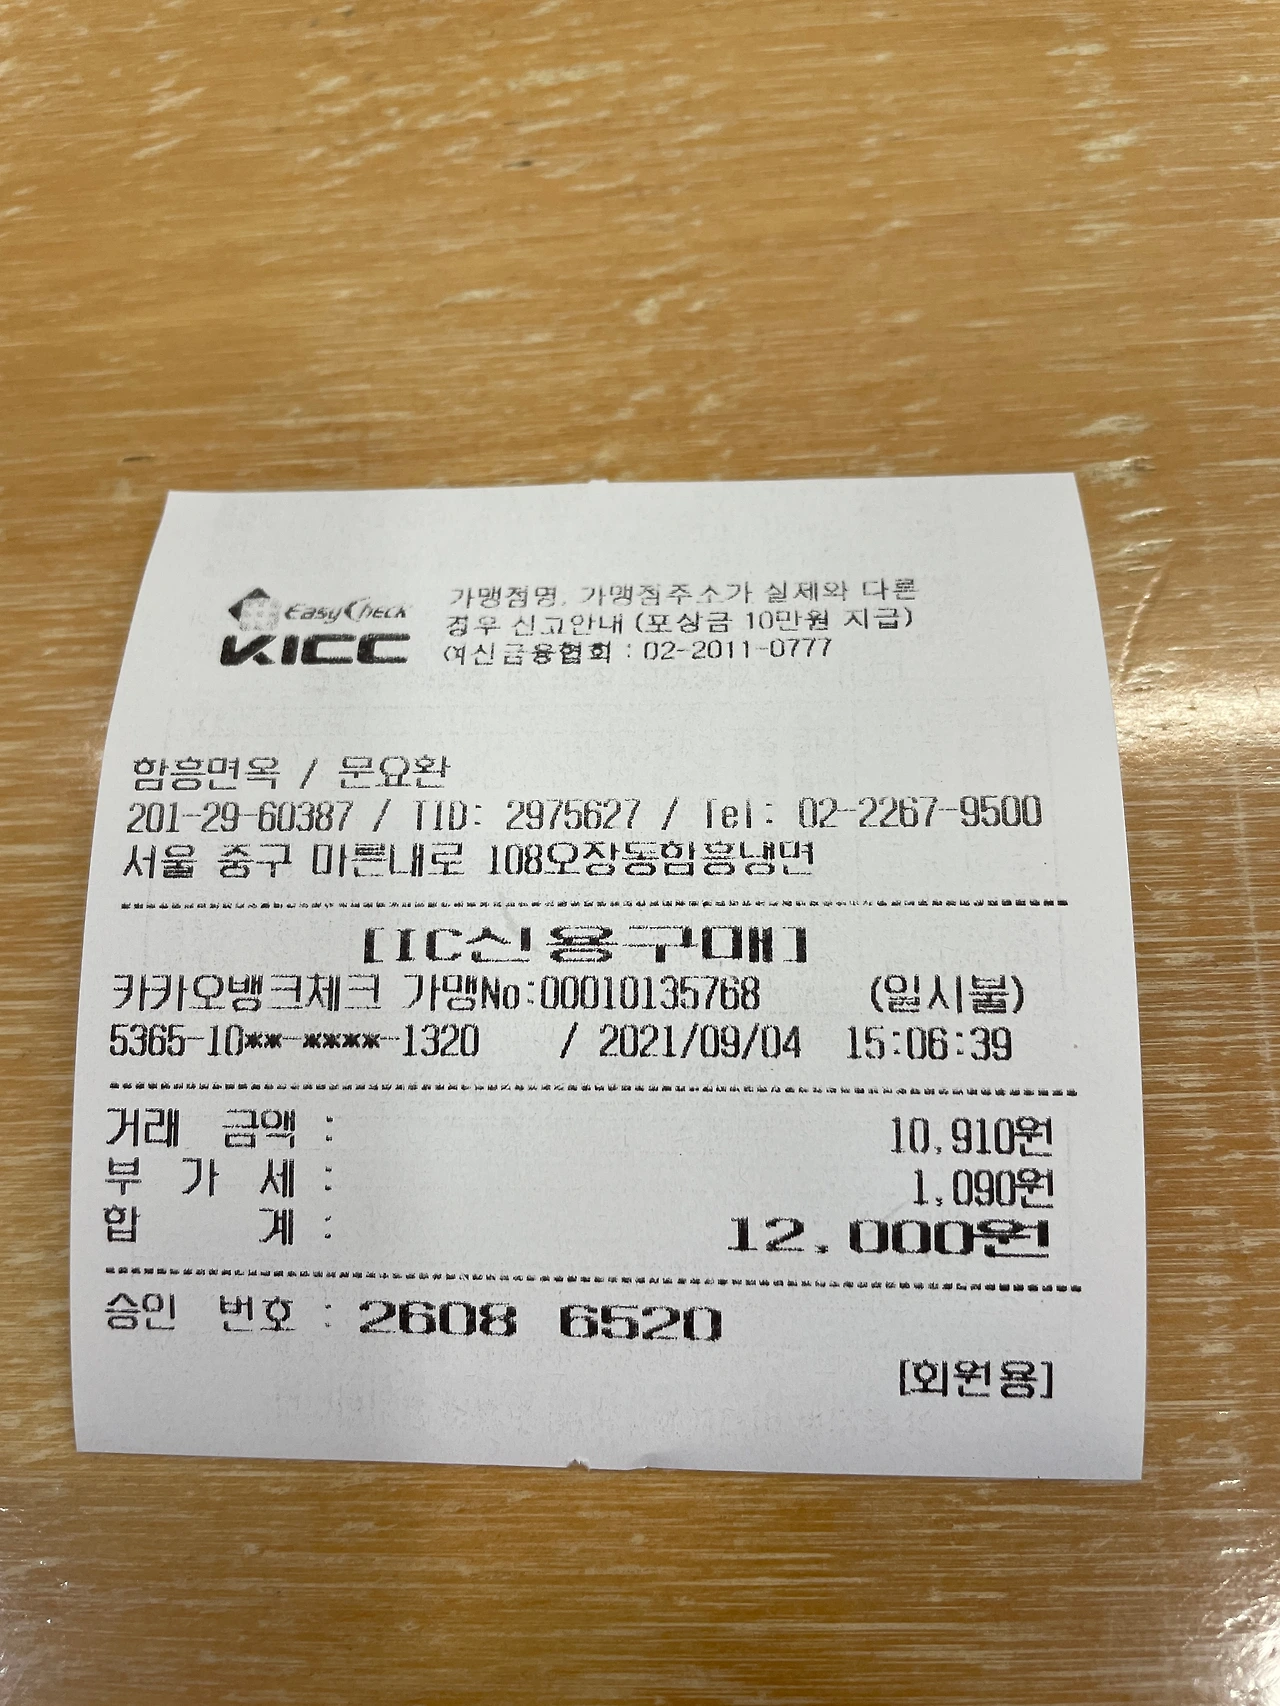 EasyCheck
KICC
가맹점명, 가맹점주소가 실제와 다른
경우 신고안내 (포상금 10만원 지급)
여신금융협회 : 02-2011-0777
함흥면옥 / 문요환
201-29-60387 / TID: 2975627 / Tel: 02-2267-9500
서울 중구 마른내로 108오장동함흥냉면
[IC신용구매]
카카오뱅크체크 가맹No:00010135768 (일시불)
5365-10**-****-1320 / 2021/09/04 15:06:39
거래 금액 : 10,910원
부 가 세 : 1,090원
합 계 : 12,000원
승인 번호 : 2608 6520
[회원용]